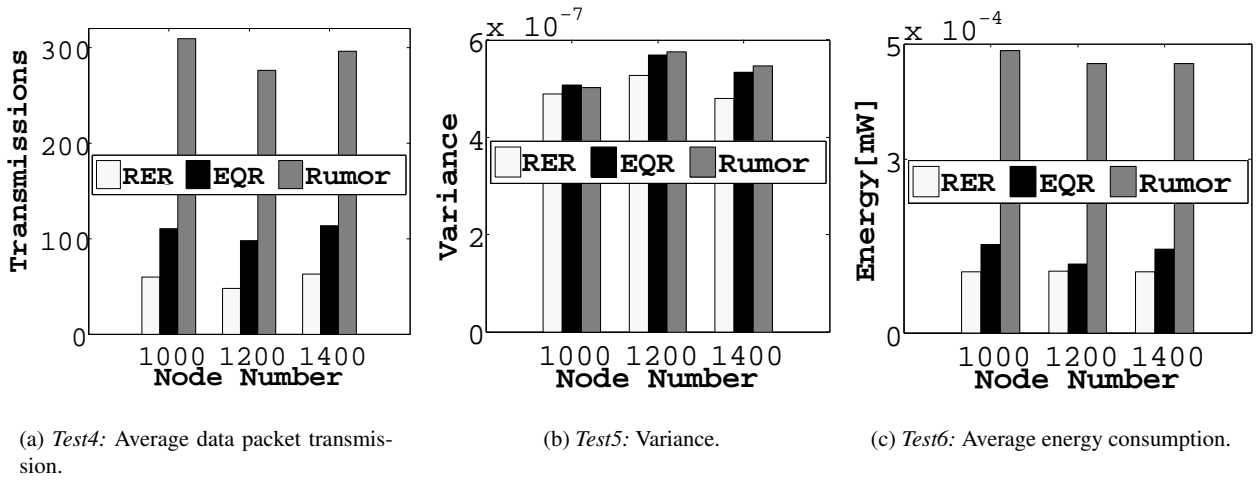 Transmissions
300
200
100
0
RER EQR Rumor
1000 1200 1400
Node Number
(a) Test4: Average data packet transmis-
sion.
x 10⁻⁷
Variance
6
4
2
0
RER EQR Rumor
1000 1200 1400
Node Number
(b) Test5: Variance.
x 10⁻⁴
Energy[mW]
5
3
0
RER EQR Rumor
1000 1200 1400
Node Number
(c) Test6: Average energy consumption.